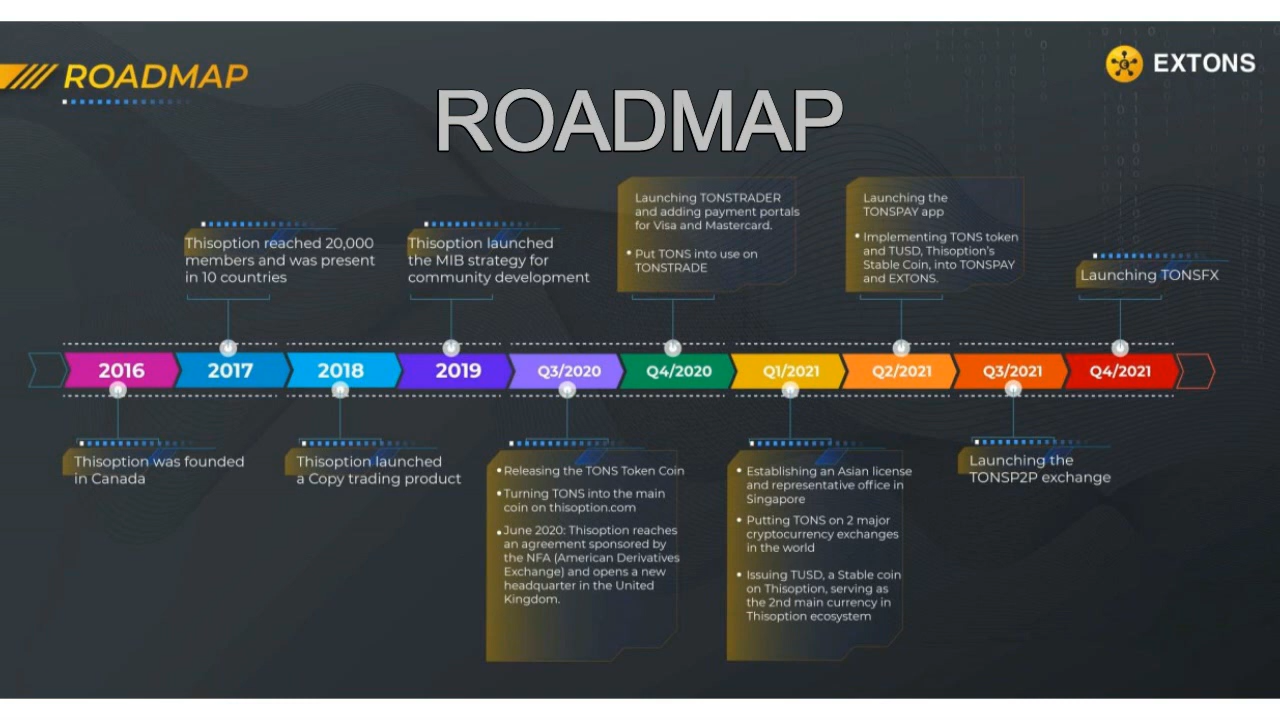 ROADMAP
EXTONS
ROADMAP
Thisoption reached 20,000
members and was present
in 10 countries
Thisoption launched
the MIB strategy for
community development
Launching TONSTRADER
and adding payment portals
for Visa and Mastercard.
• Put TONS into use on
TONSTRADE
Launching the
TONSPAY app
• Implementing TONS token
and TUSD, Thisoption's
Stable Coin, into TONSPAY
and EXTONS.
Launching TONSFX
2016 2017 2018 2019 Q3/2020 Q4/2020 Q1/2021 Q2/2021 Q3/2021 Q4/2021
Thisoption was founded
in Canada
Thisoption launched
a Copy trading product
• Releasing the TONS Token Coin
• Turning TONS into the main
coin on thisoption.com
• June 2020: Thisoption reaches
an agreement sponsored by
the NFA (American Derivatives
Exchange) and opens a new
headquarter in the United
Kingdom.
• Establishing an Asian license
and representative office in
Singapore
• Putting TONS on 2 major
cryptocurrency exchanges
in the world
• Issuing TUSD, a Stable coin
on Thisoption, serving as
the 2nd main currency in
Thisoption ecosystem
Launching the
TONSP2P exchange